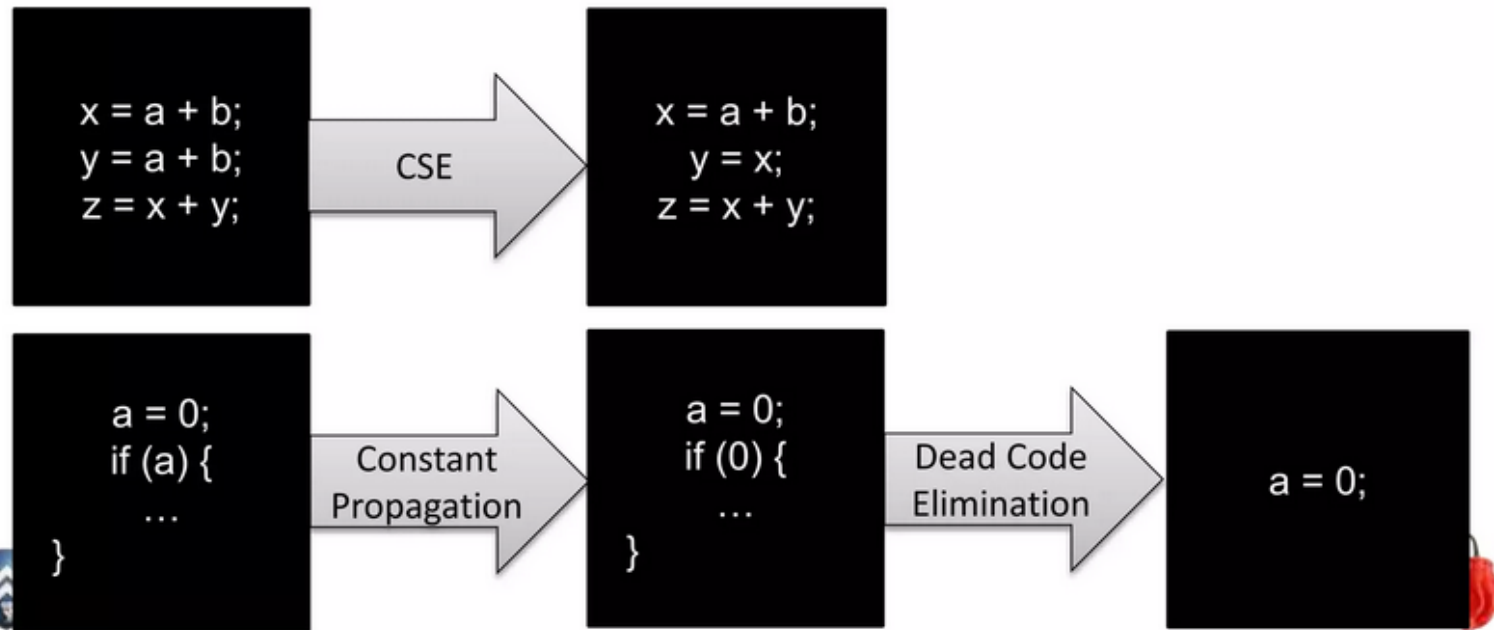 x = a + b;
y = a + b;
z = x + y;
CSE
x = a + b;
y = x;
z = x + y;
a = 0;
if (a) {
...
}
Constant
Propagation
a = 0;
if (0) {
...
}
Dead Code
Elimination
a = 0;